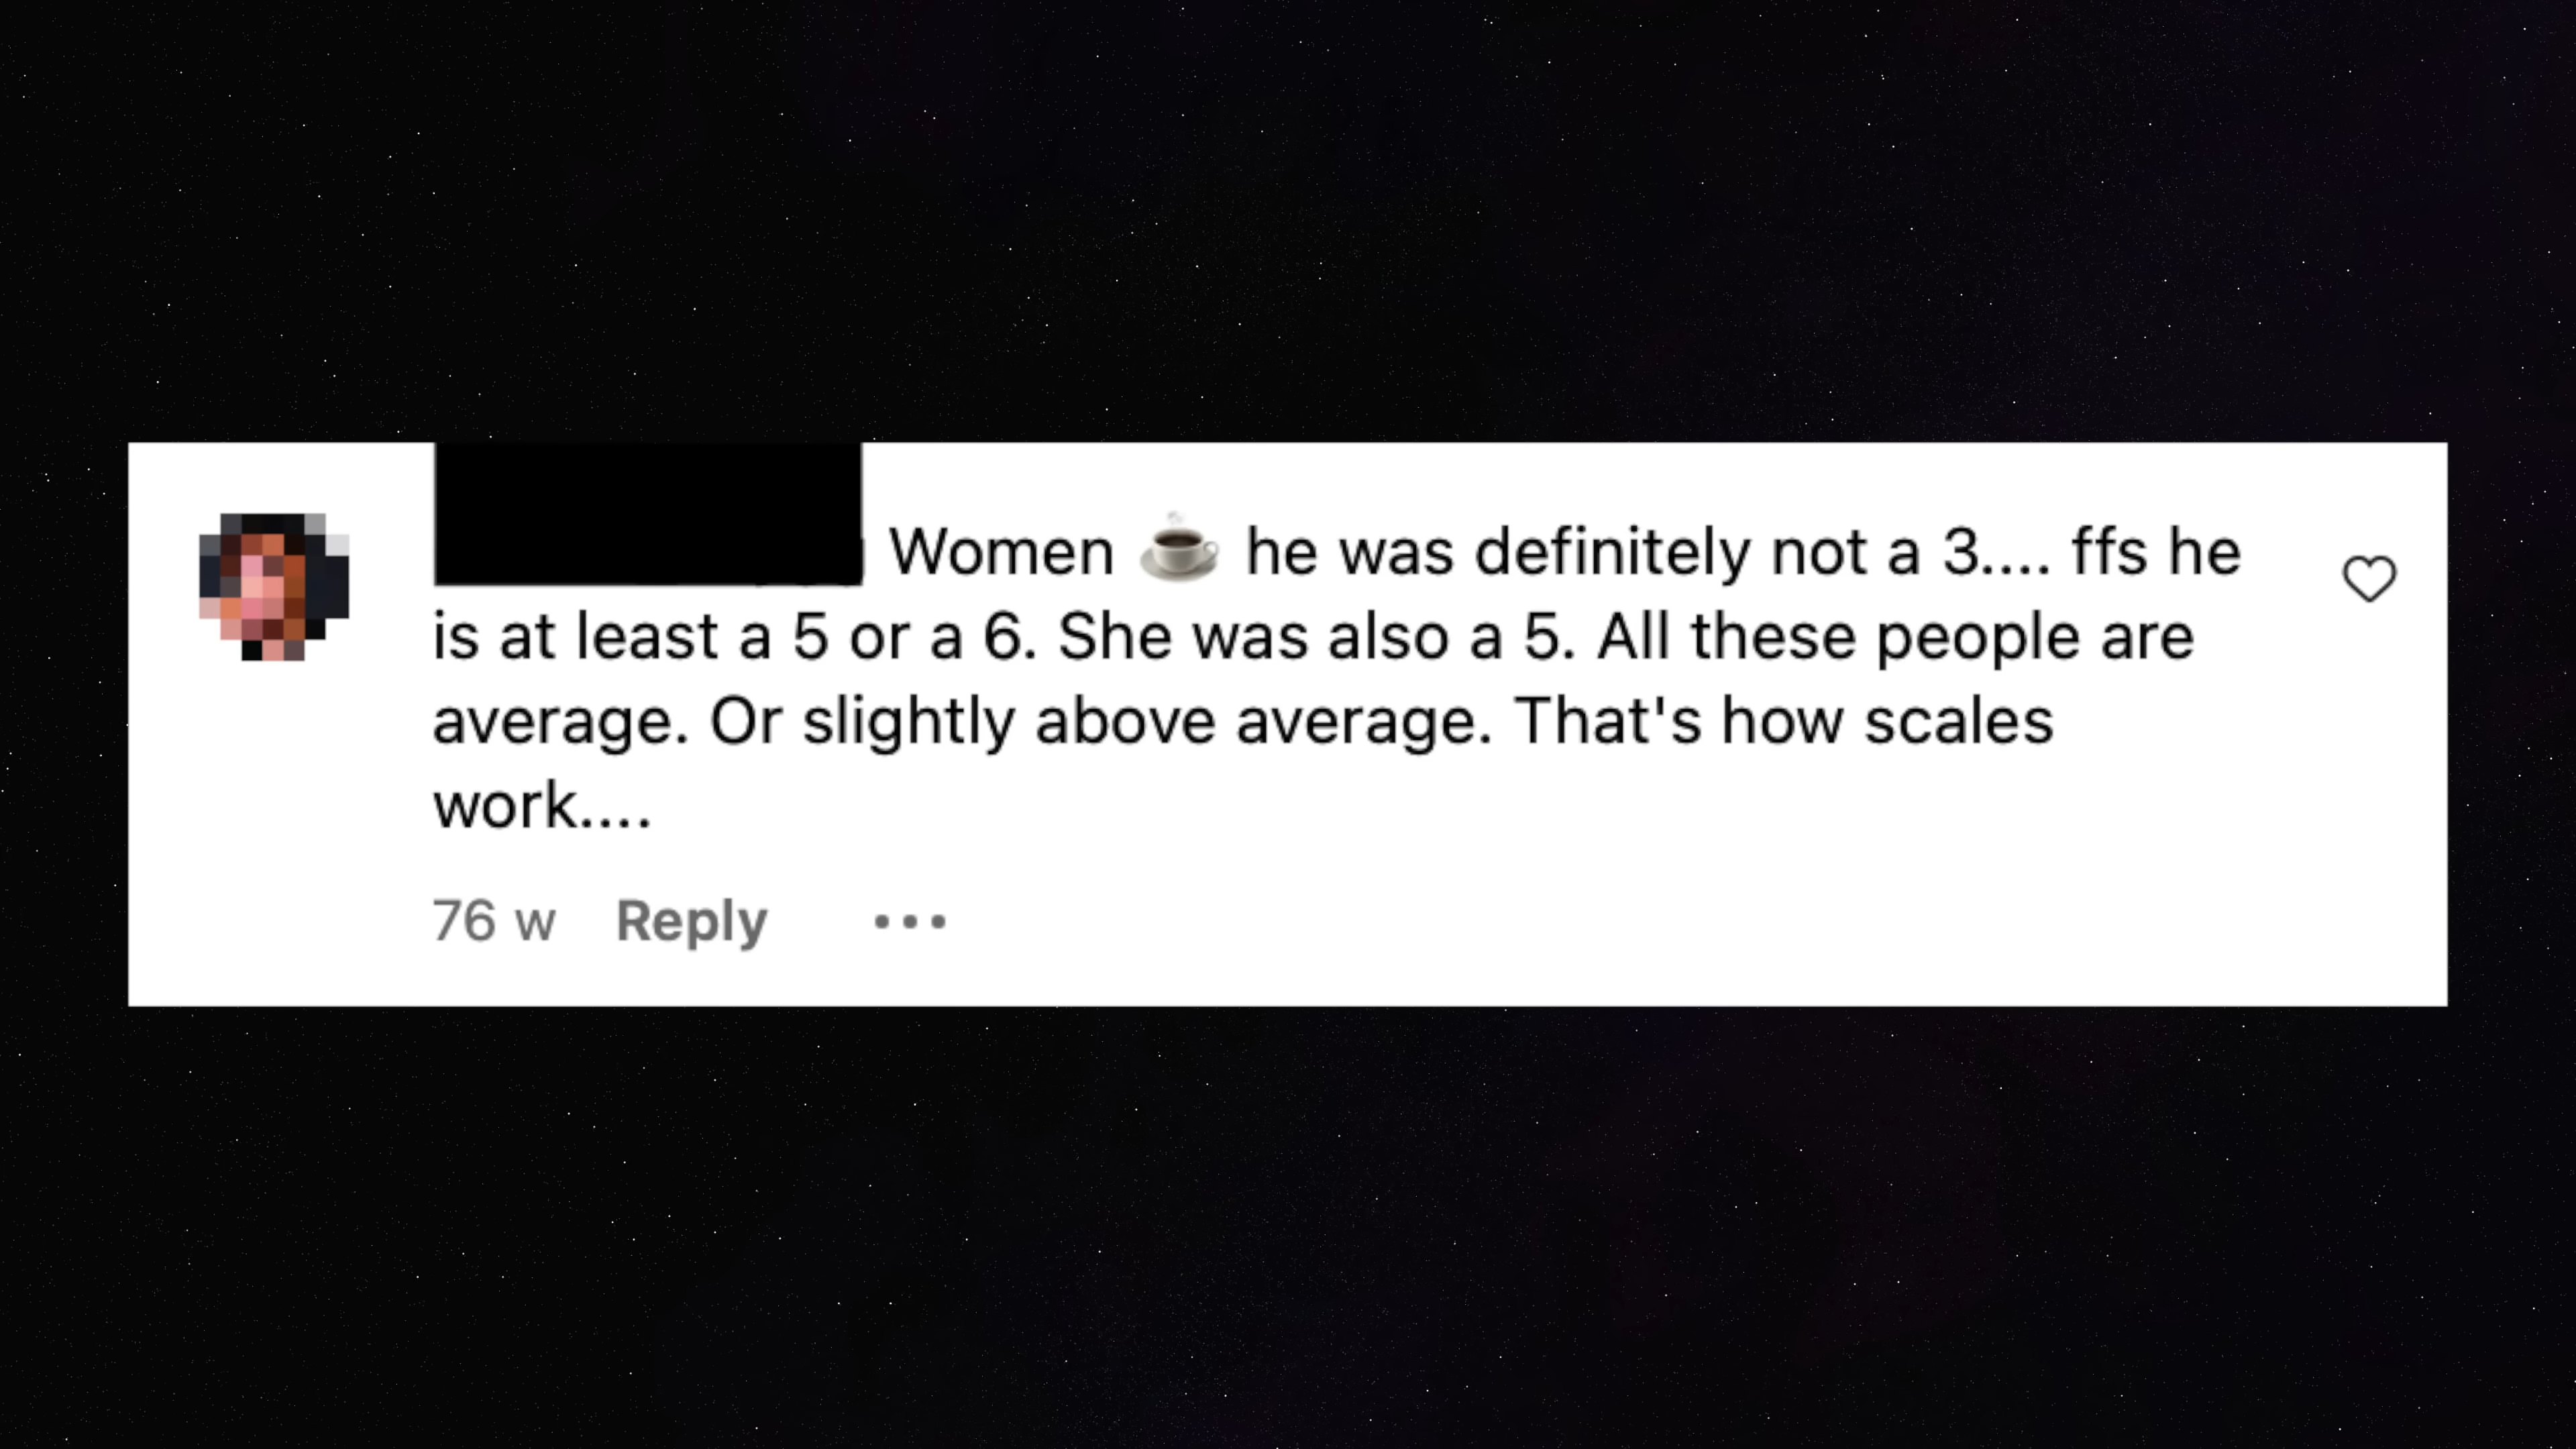 Women ☕ he was definitely not a 3.... ffs he
is at least a 5 or a 6. She was also a 5. All these people are
average. Or slightly above average. That's how scales
work....
76 w Reply